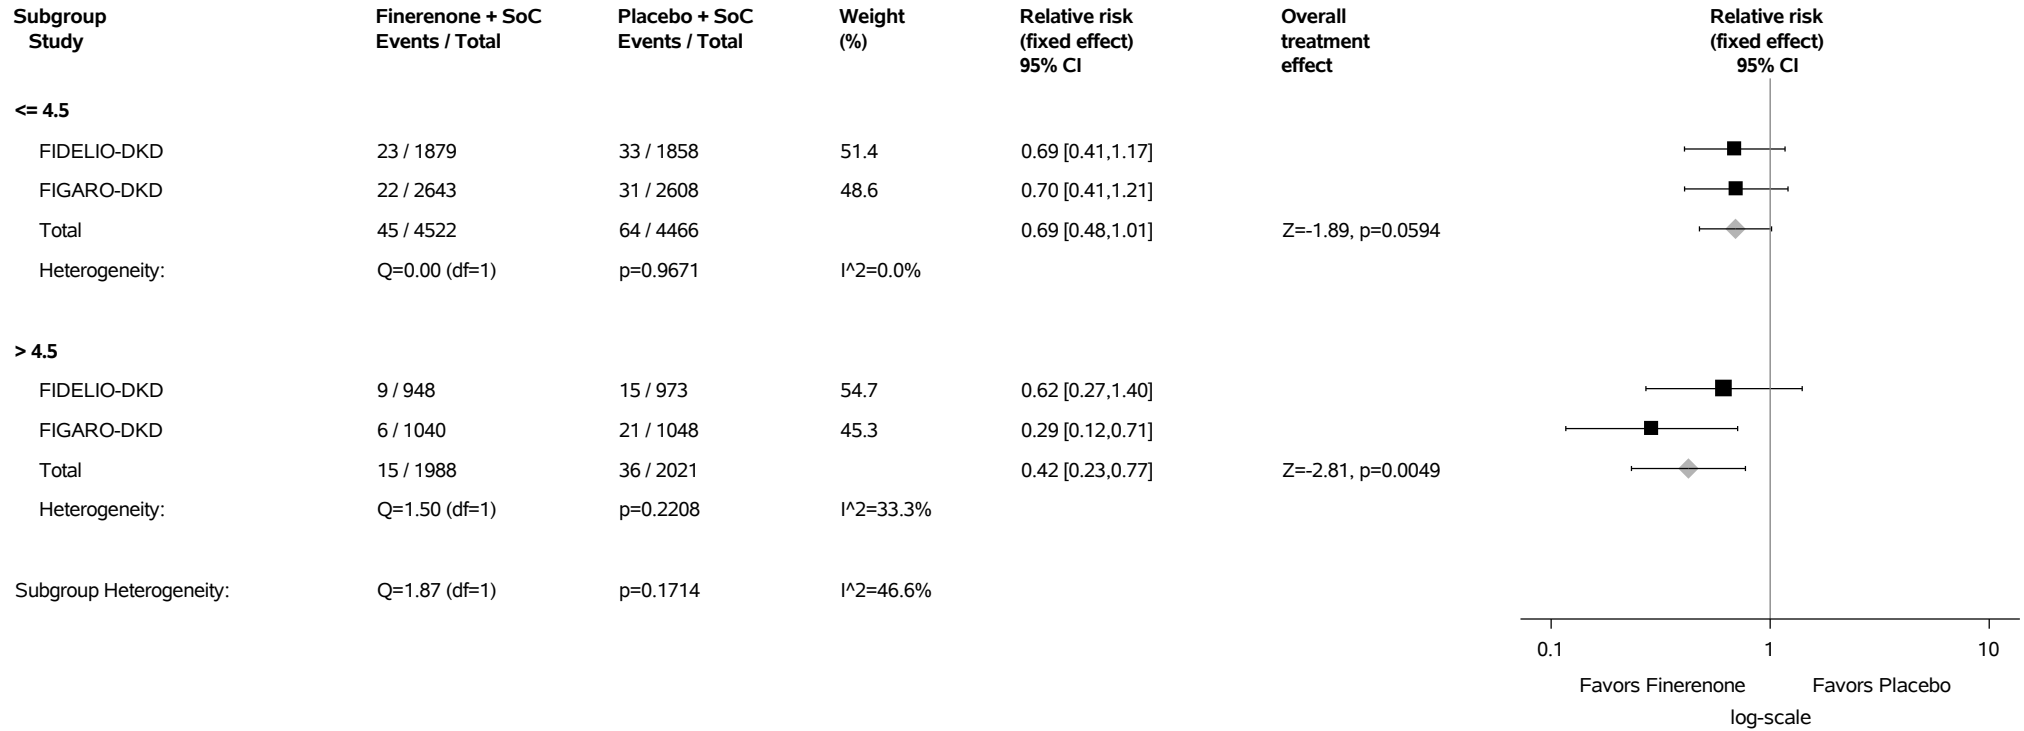 Subgroup Finerenone + SoC Placebo + SoC Weight Relative risk Overall Relative risk
Study Events / Total Events / Total (%) (fixed effect) treatment (fixed effect)
95% CI effect 95% CI
<= 4.5
FIDELIO-DKD 23 / 1879 33 / 1858 51.4 0.69 [0.41,1.17]
FIGARO-DKD 22 / 2643 31 / 2608 48.6 0.70 [0.41,1.21]
Total 45 / 4522 64 / 4466 0.69 [0.48,1.01] Z=-1.89, p=0.0594
Heterogeneity: Q=0.00 (df=1) p=0.9671 I^2=0.0%
> 4.5
FIDELIO-DKD 9 / 948 15 / 973 54.7 0.62 [0.27,1.40]
FIGARO-DKD 6 / 1040 21 / 1048 45.3 0.29 [0.12,0.71]
Total 15 / 1988 36 / 2021 0.42 [0.23,0.77] Z=-2.81, p=0.0049
Heterogeneity: Q=1.50 (df=1) p=0.2208 I^2=33.3%
Subgroup Heterogeneity: Q=1.87 (df=1) p=0.1714 I^2=46.6%
0.1 1 10
Favors Finerenone Favors Placebo
log-scale